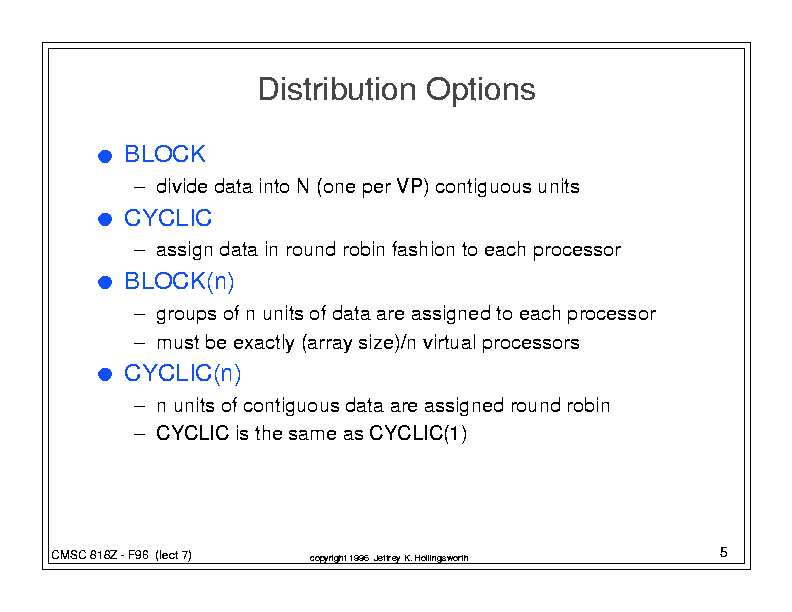 Distribution Options
● BLOCK
– divide data into N (one per VP) contiguous units
● CYCLIC
– assign data in round robin fashion to each processor
● BLOCK(n)
– groups of n units of data are assigned to each processor
– must be exactly (array size)/n virtual processors
● CYCLIC(n)
– n units of contiguous data are assigned round robin
– CYCLIC is the same as CYCLIC(1)
CMSC 818Z - F96 (lect 7)
copyright 1996 Jeffrey K. Hollingsworth
5